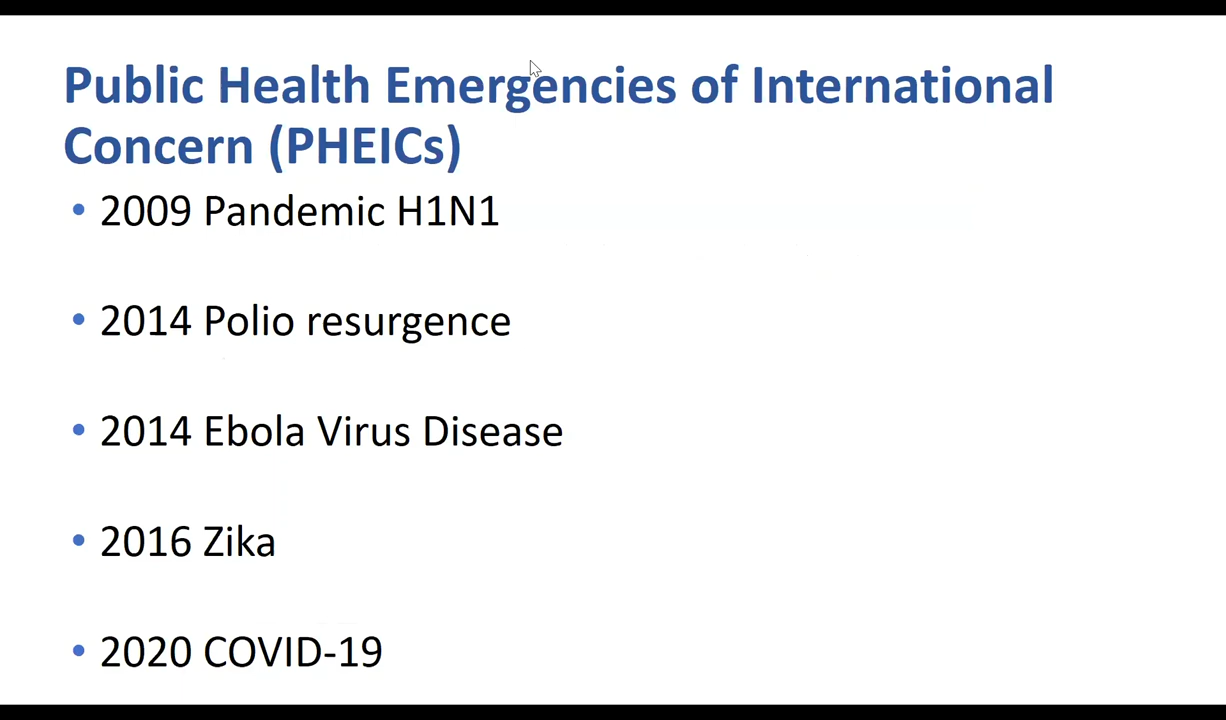 Public Health Emergencies of International
Concern (PHEICs)
• 2009 Pandemic H1N1
• 2014 Polio resurgence
• 2014 Ebola Virus Disease
• 2016 Zika
• 2020 COVID-19